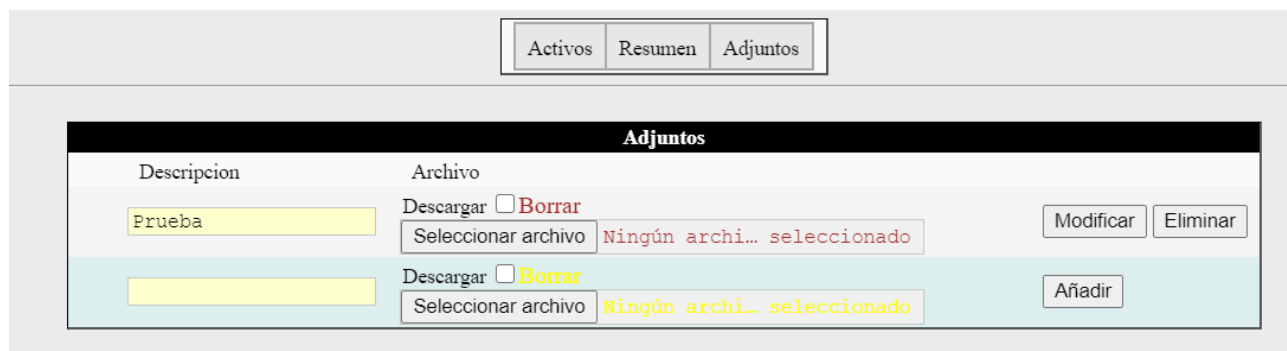 Activos Resumen Adjuntos
Adjuntos
Descripcion Archivo
Descargar Borrar
Prueba
Seleccionar archivo Ningún archi... seleccionado
Modificar Eliminar
Descargar Borrar
Seleccionar archivo Ningún archi... seleccionado
Añadir